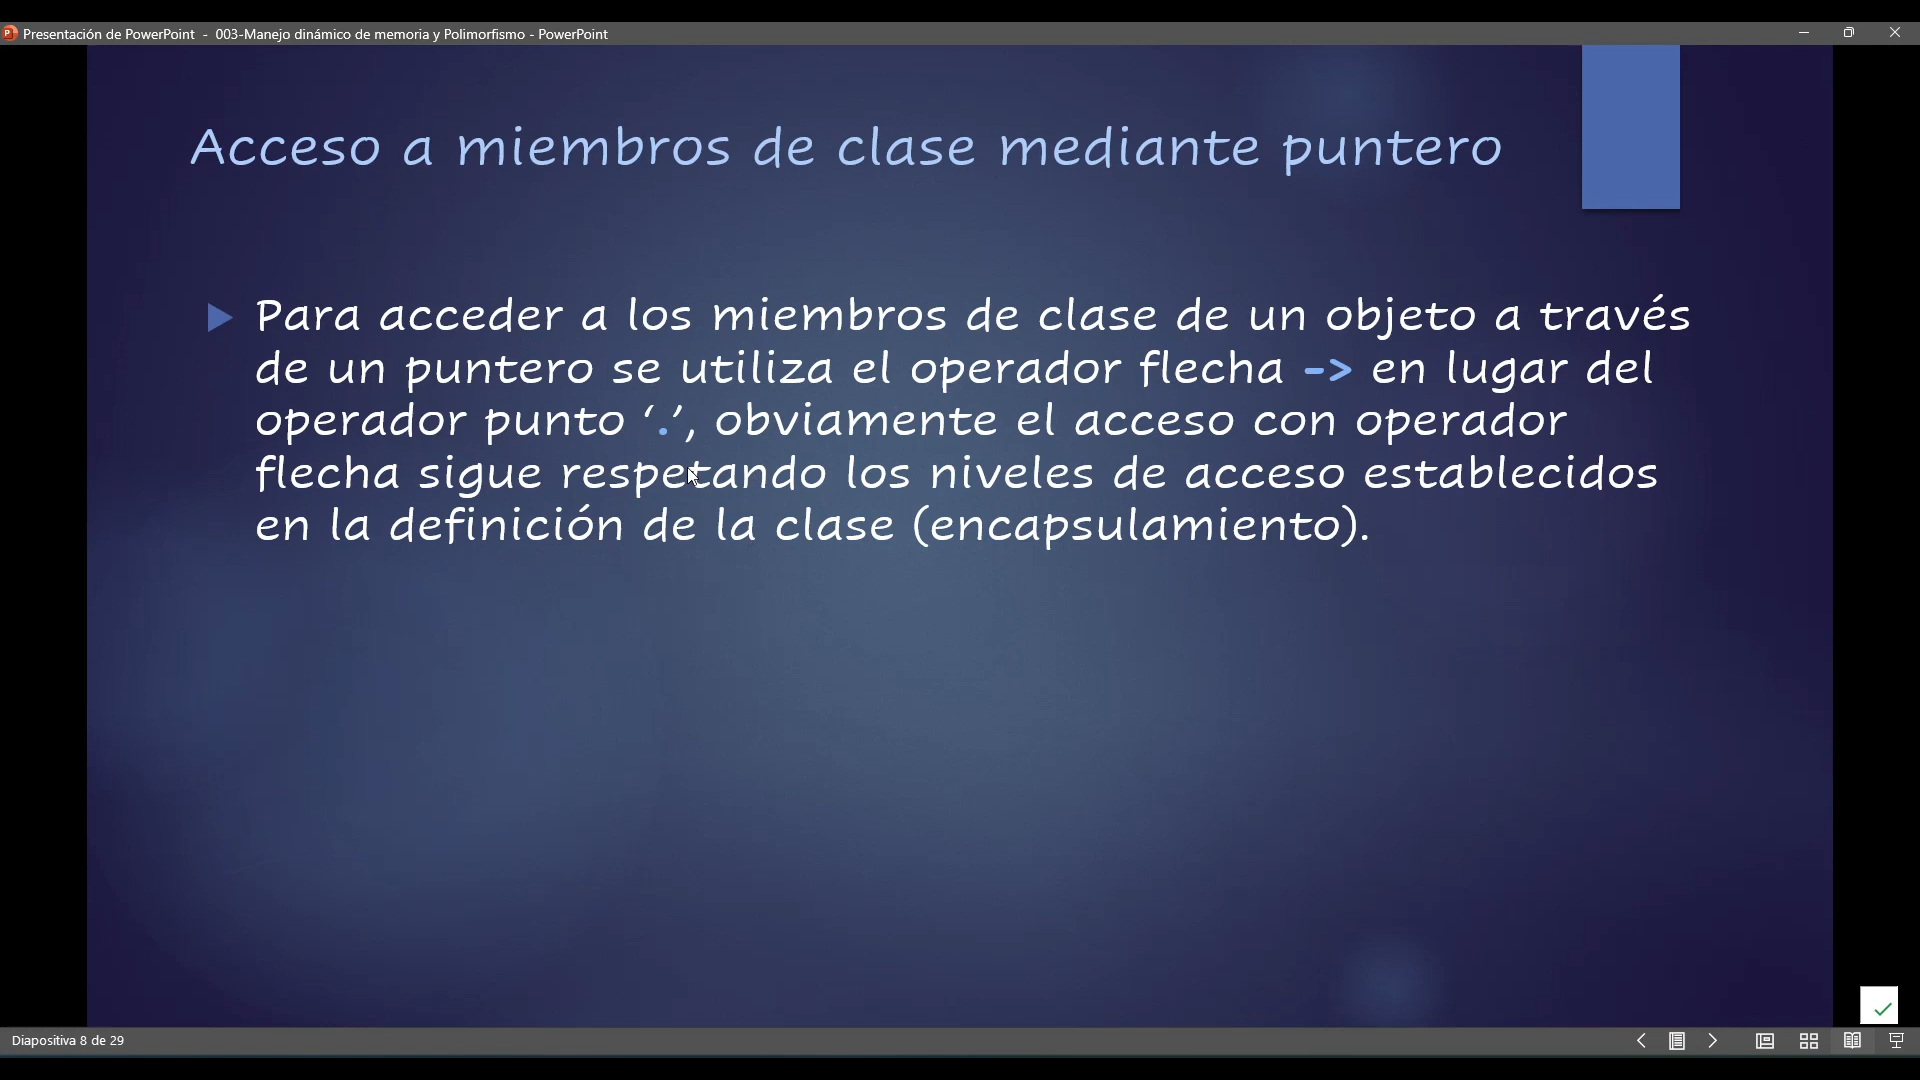 Presentación de PowerPoint - 003-Manejo dinámico de memoria y Polimorfismo - PowerPoint
Acceso a miembros de clase mediante puntero
Para acceder a los miembros de clase de un objeto a través
de un puntero se utiliza el operador flecha -> en lugar del
operador punto ‘.’, obviamente el acceso con operador
flecha sigue respetando los niveles de acceso establecidos
en la definición de la clase (encapsulamiento).
Diapositiva 8 de 29